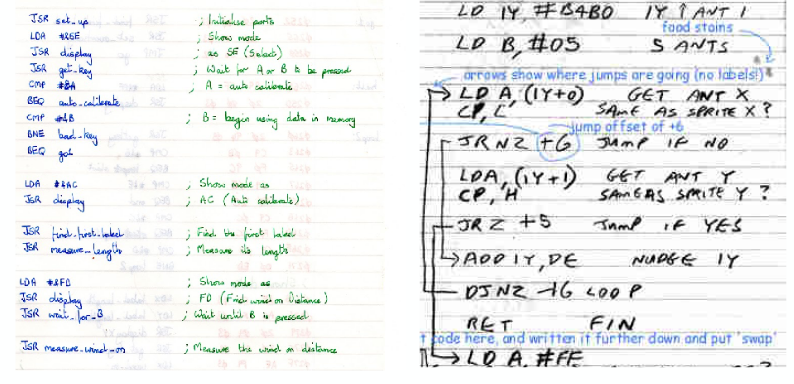 JSR set_up ; Initialise ports
LDA #&SE ; Show mode
JSR display ; as SE (Select)
JSR get_key ; Wait for A or B to be pressed
CMP #&A ; A = auto calibrate
BEQ auto_calibrate
CMP #&B ; B = begin using data in memory
BNE bad_key
BEQ go1
LDA #&AC ; Show mode as
JSR display ; AC (Auto calibrate)
JSR find_first_label ; Find the first label
JSR measure_length ; Measure its length
LDA #&FD ; Show mode as
JSR display ; FD (Find wind on Distance)
JSR wait_for_B ; Wait until B is pressed
JSR measure_wind_on ; Measure the wind on distance
LD IY, #B4B0 IY ↑ ANT 1
food stains
LD B, #05 5 ANTS
arrows show where jumps are going (no labels!)
LD A, (IY+0) GET ANT X
CP, L SAME AS SPRITE X?
jump offset of +6
JR NZ +6 JUMP IF NO
LDA, (IY+1) GET ANT Y
CP, H SAME AS SPRITE Y?
JR Z +5 JUMP IF YES
ADD IY, DE NUDGE IY
DJNZ -16 LOOP
RET FIN
code here, and written it further down and put 'swap'
LD A, #FF